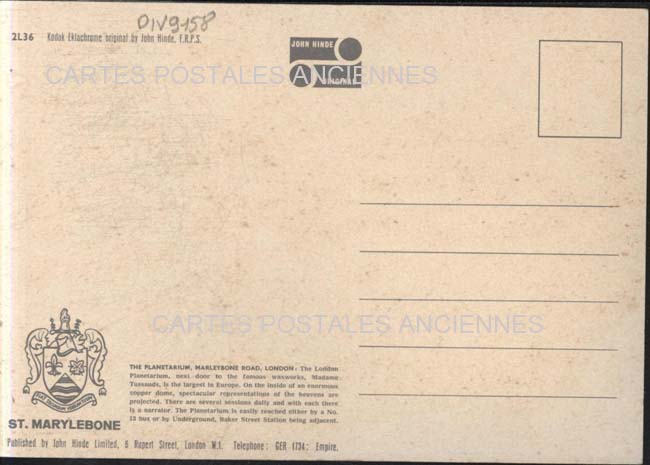 DIV9158
2L36 Kodak Ektachrome original by John Hinde, F.R.P.S.
JOHN HINDE
ORIGINAL
CARTES POSTALES ANCIENNES
CARTES POSTALES ANCIENNES
THE PLANETARIUM, MARLEYBONE ROAD, LONDON: The London
Planetarium, next door to the famous waxworks, Madame
Tussauds, is the largest in Europe. On the inside of an enormous
copper dome, spectacular representations of the heavens are
projected. There are several sessions daily and with each there
is a narrator. The Planetarium is easily reached either by a No.
13 bus or by Underground, Baker Street Station being adjacent.
ST. MARYLEBONE
Published by John Hinde Limited, 6 Rupert Street, London W.1. Telephone: GER 1734: Empire.